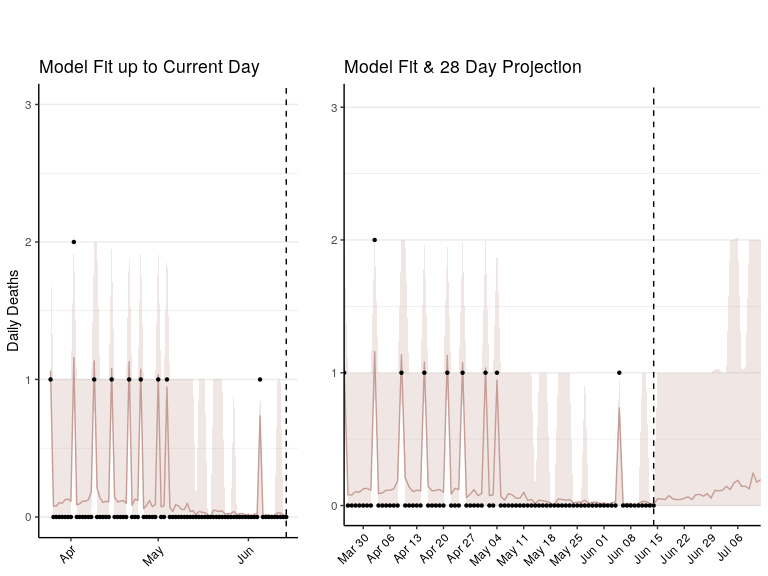 Model Fit up to Current Day
Daily Deaths
3
2
1
0
Apr
May
Jun
Model Fit & 28 Day Projection
3
2
1
0
Mar 30
Apr 06
Apr 13
Apr 20
Apr 27
May 04
May 11
May 18
May 25
Jun 01
Jun 08
Jun 15
Jun 22
Jun 29
Jul 06